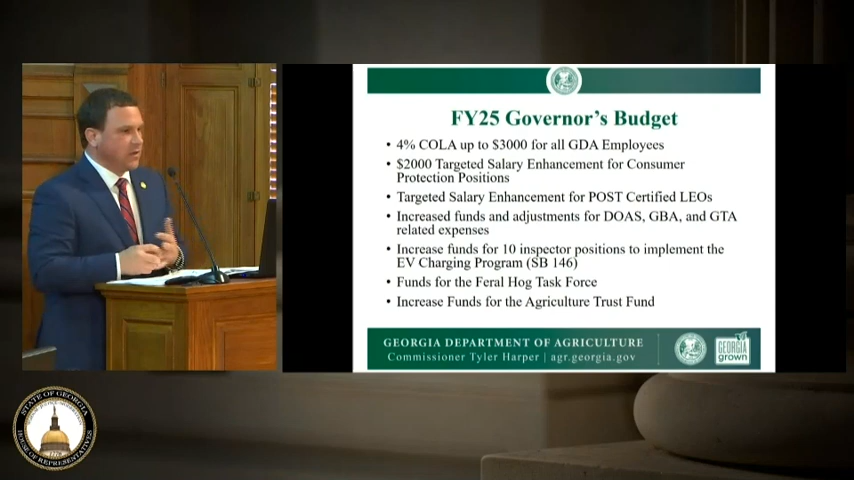 FY25 Governor's Budget
• 4% COLA up to $3000 for all GDA Employees
• $2000 Targeted Salary Enhancement for Consumer
Protection Positions
• Targeted Salary Enhancement for POST Certified LEOs
• Increased funds and adjustments for DOAS, GBA, and GTA
related expenses
• Increase funds for 10 inspector positions to implement the
EV Charging Program (SB 146)
• Funds for the Feral Hog Task Force
• Increase Funds for the Agriculture Trust Fund
GEORGIA DEPARTMENT OF AGRICULTURE
Commissioner Tyler Harper | agr.georgia.gov
GEORGIA
grown
STATE OF GEORGIA
HOUSE OF REPRESENTATIVES
1776